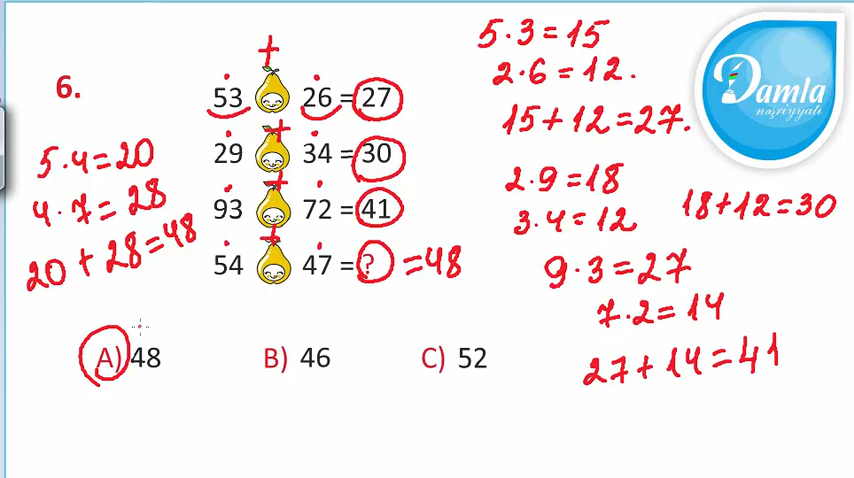 6.
+
53 26 = 27
+
29 34 = 30
+
93 72 = 41
+
54 47 = ? = 48
A) 48 B) 46 C) 52
5·4=20
4·7=28
20+28=48
5·3=15
2·6=12.
15+12=27.
2·9=18
3·4=12
18+12=30
9·3=27
7·2=14
27+14=41
Damla
nəşriyyatı